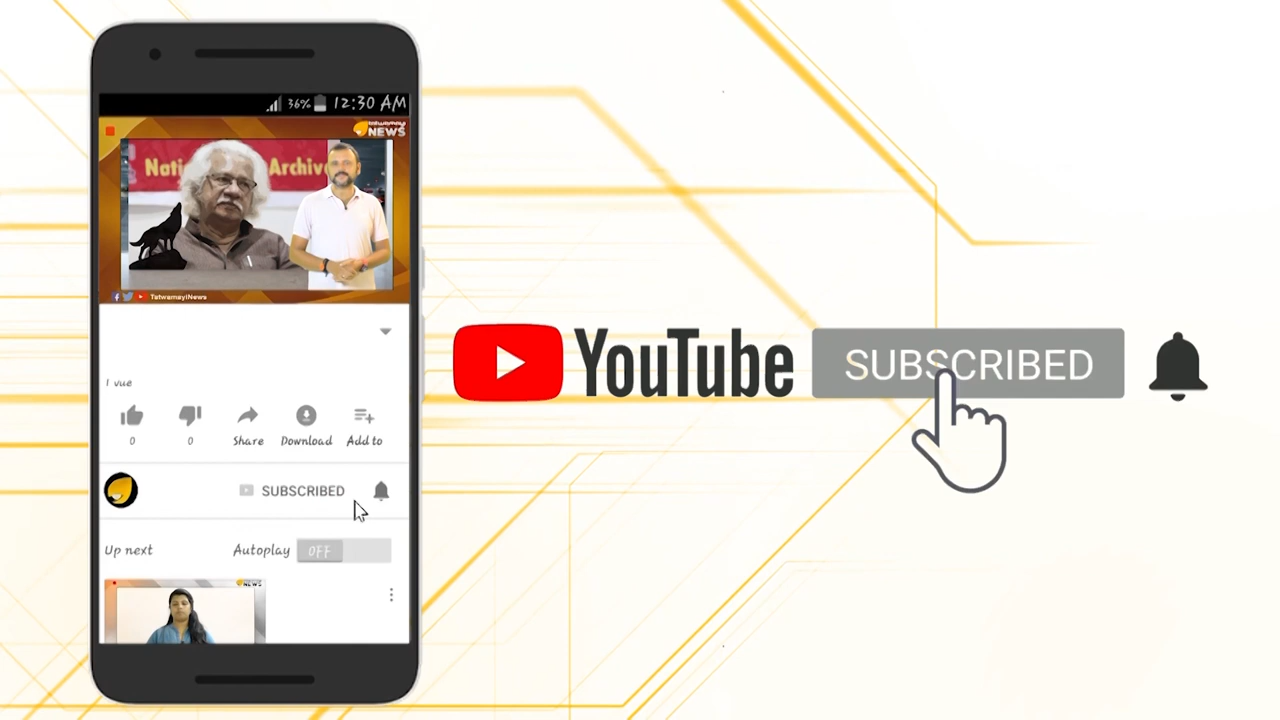 36% 12:30 AM
tatwamayi
NEWS
Nati
Archiv
TatwamayiNews
1 vue
0
0
Share
Download
Add to
SUBSCRIBED
Up next
Autoplay
OFF
NEWS
YouTube
SUBSCRIBED